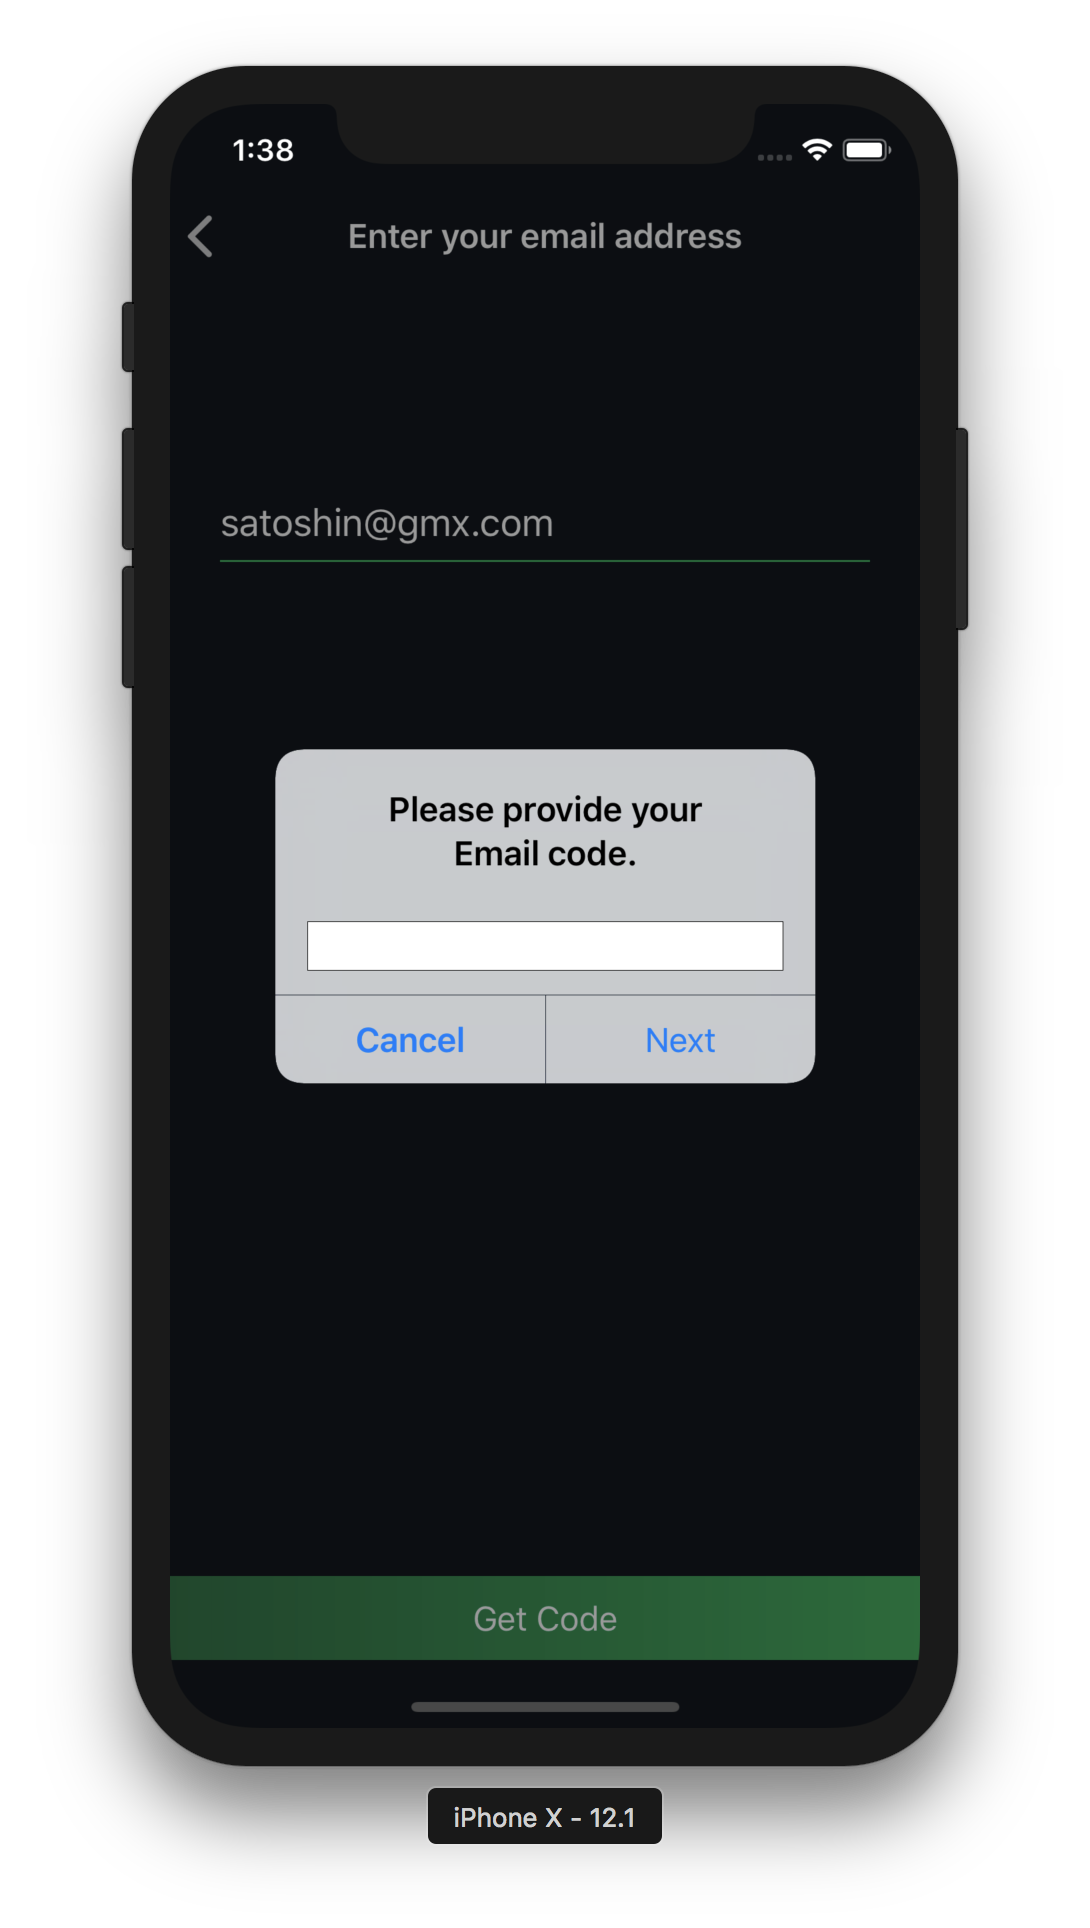 1:38
Enter your email address
satoshin@gmx.com
Please provide your
Email code.
Cancel
Next
Get Code
iPhone X - 12.1